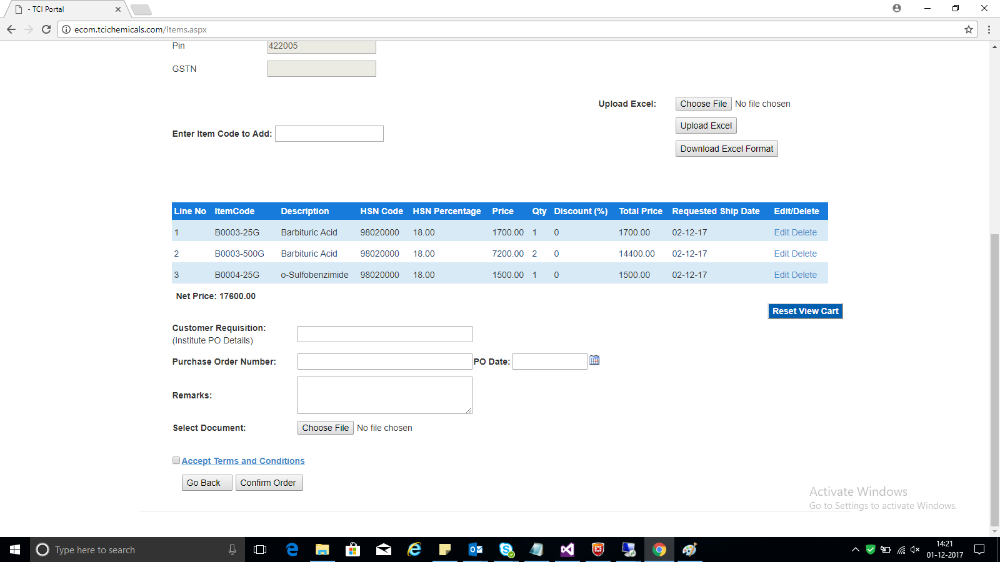 - TCI Portal
ecom.tcichemicals.com/Items.aspx
Pin 422005
GSTN
Upload Excel: Choose File No file chosen
Upload Excel
Enter Item Code to Add:
Download Excel Format
Line No ItemCode Description HSN Code HSN Percentage Price Qty Discount (%) Total Price Requested Ship Date Edit/Delete
1 B0003-25G Barbituric Acid 98020000 18.00 1700.00 1 0 1700.00 02-12-17 Edit Delete
2 B0003-500G Barbituric Acid 98020000 18.00 7200.00 2 0 14400.00 02-12-17 Edit Delete
3 B0004-25G o-Sulfobenzimide 98020000 18.00 1500.00 1 0 1500.00 02-12-17 Edit Delete
Net Price: 17600.00
Reset View Cart
Customer Requisition:
(Institute PO Details)
Purchase Order Number: PO Date:
Remarks:
Select Document: Choose File No file chosen
Accept Terms and Conditions
Go Back Confirm Order
Activate Windows
Go to Settings to activate Windows.
Type here to search
14:21
01-12-2017